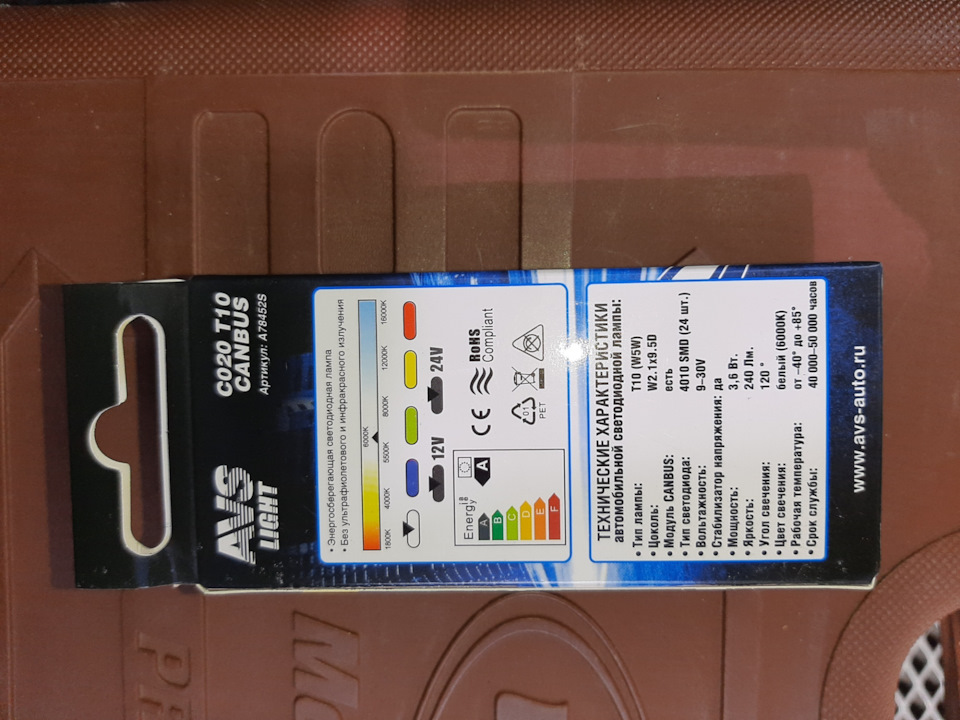 AVS
LIGHT
C020 T10
CANBUS
Артикул: A78452S
• Энергосберегающая светодиодная лампа
• Без ультрафиолетового и инфракрасного излучения
6000K
1800K 4000K 5500K 8000K 12000K 16000K
12V 24V
Energy
A
B
C
D
E
F
A
CE
RoHS
Compliant
01
PET
ТЕХНИЧЕСКИЕ ХАРАКТЕРИСТИКИ
автомобильной светодиодной лампы:
• Тип лампы: T10 (W5W)
• Цоколь: W2.1x9.5D
• Модуль CANBUS: есть
• Тип светодиода: 4010 SMD (24 шт.)
• Вольтажность: 9–30V
• Стабилизатор напряжения: да
• Мощность: 3,6 Вт.
• Яркость: 240 Лм.
• Угол свечения: 120 °
• Цвет свечения: белый (6000K)
• Рабочая температура: от –40° до +85°
• Срок службы: 40 000–50 000 часов
www.avs-auto.ru